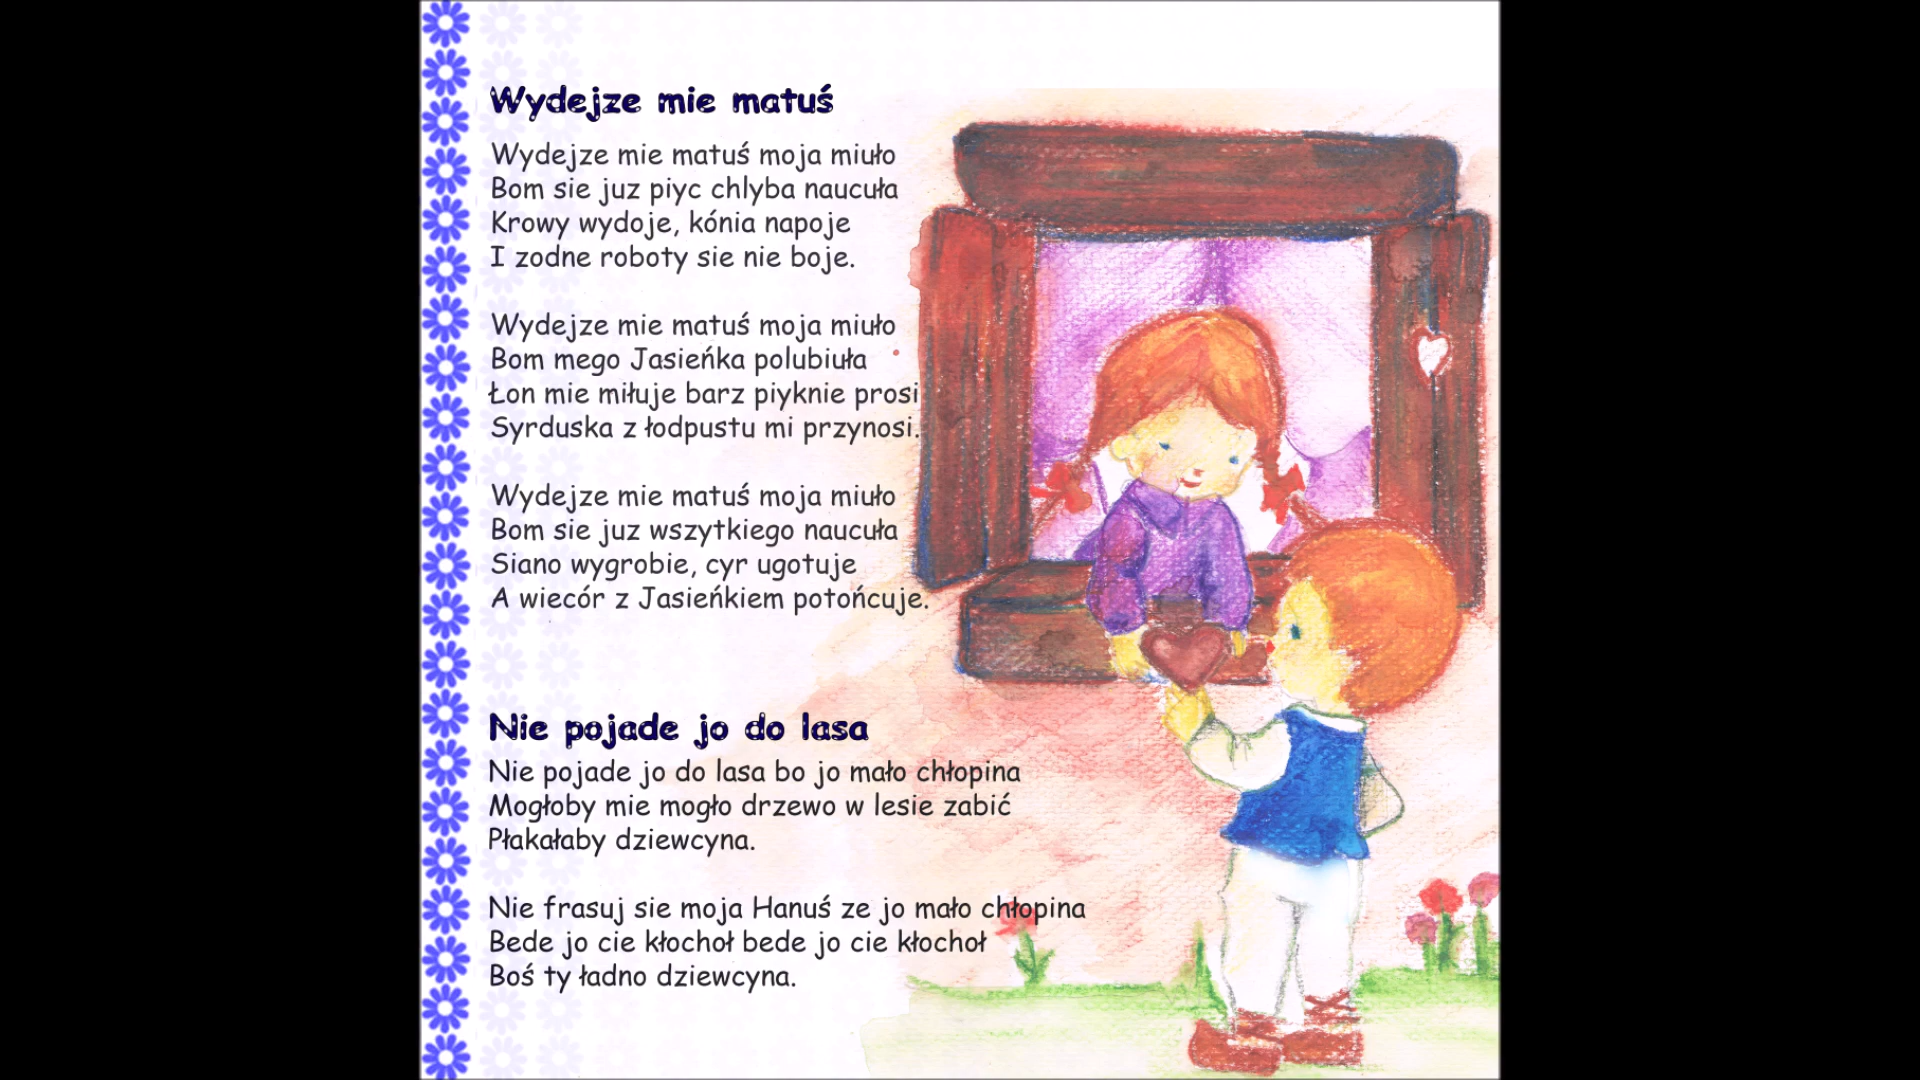 Wydejze mie matuś
Wydejze mie matuś moja miuło
Bom sie juz piyc chlyba naucuła
Krowy wydoje, kónia napoje
I zodne roboty sie nie boje.
Wydejze mie matuś moja miuło
Bom mego Jasieńka polubiuła
Łon mie miłuje barz piyknie prosi
Syrduska z łodpustu mi przynosi.
Wydejze mie matuś moja miuło
Bom sie juz wszytkiego naucuła
Siano wygrobie, cyr ugotuje
A wiecór z Jasieńkiem potońcuje.
Nie pojade jo do lasa
Nie pojade jo do lasa bo jo mało chłopina
Mogłoby mie mogło drzewo w lesie zabić
Płakałaby dziewcyna.
Nie frasuj sie moja Hanuś ze jo mało chłopina
Bede jo cie kłochoł bede jo cie kłochoł
Boś ty ładno dziewcyna.